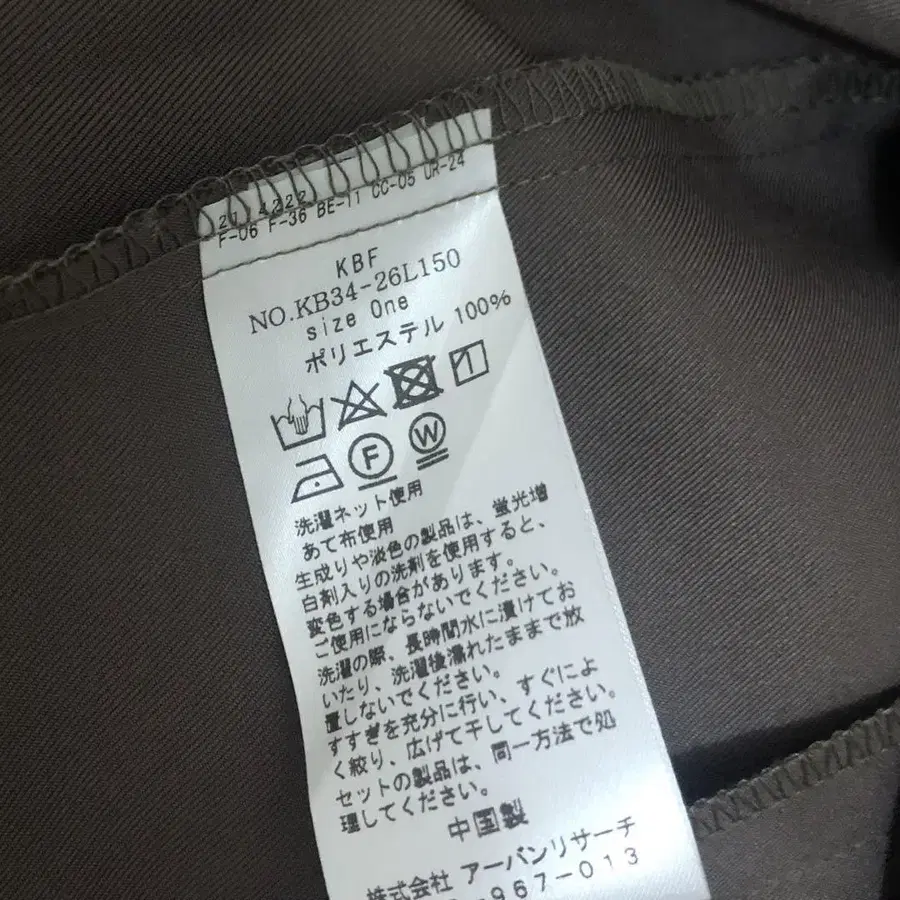 21 4222
F-06 F-36 BE-11 CC-05 UR-24
KBF
NO.KB34-26L150
size One
ポリエステル 100%
F W
洗濯ネット使用
あて布使用
生成りや淡色の製品は、蛍光増
白剤入りの洗剤を使用すると、
変色する場合があります。
ご使用にならないでください。
洗濯の際、長時間水に漬けてお
いたり、洗濯後濡れたままで放
置しないでください。
すすぎを充分に行い、すぐによ
く絞り、広げて干してください。
セットの製品は、同一方法で処
理してください。
中国製
株式会社 アーバンリサーチ
-967-013